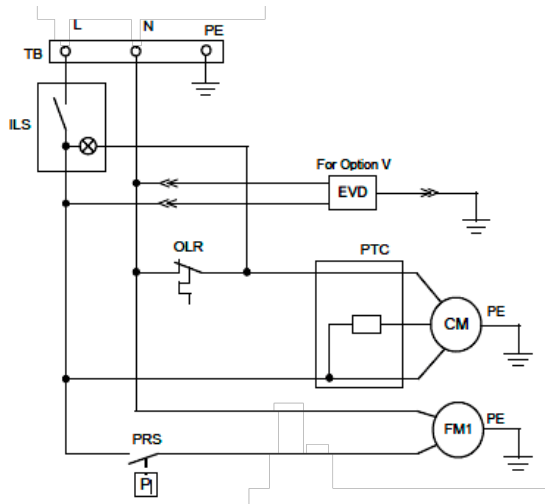 L N PE
TB
ILS
For Option V
EVD
OLR
PTC
CM
PE
FM1
PE
PRS
P